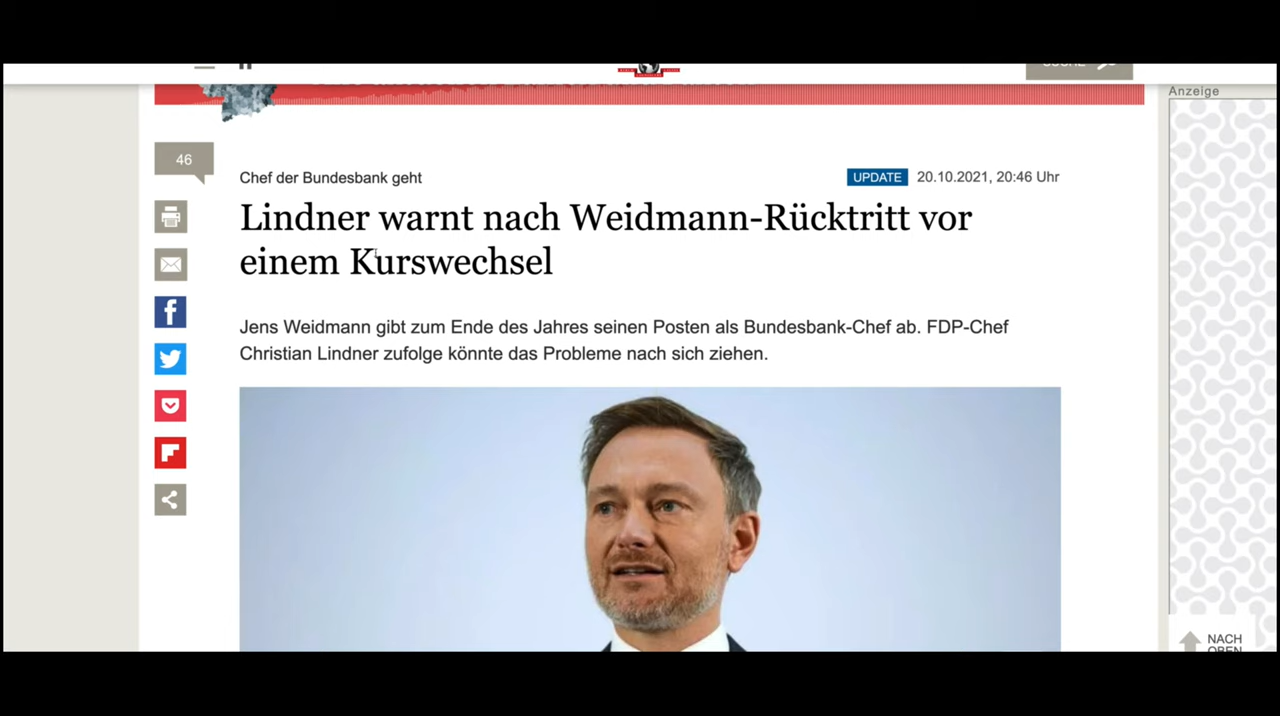 Anzeige
46
Chef der Bundesbank geht
UPDATE 20.10.2021, 20:46 Uhr
Lindner warnt nach Weidmann-Rücktritt vor
einem Kurswechsel
Jens Weidmann gibt zum Ende des Jahres seinen Posten als Bundesbank-Chef ab. FDP-Chef
Christian Lindner zufolge könnte das Probleme nach sich ziehen.
NACH
OBEN